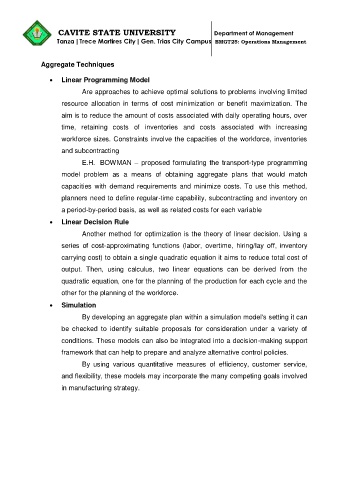 CAVITE STATE UNIVERSITY
Department of Management
Tanza | Trece Martires City | Gen. Trias City Campus
BMGT25: Operations Management
Aggregate Techniques
• Linear Programming Model
Are approaches to achieve optimal solutions to problems involving limited
resource allocation in terms of cost minimization or benefit maximization. The
aim is to reduce the amount of costs associated with daily operating hours, over
time, retaining costs of inventories and costs associated with increasing
workforce sizes. Constraints involve the capacities of the workforce, inventories
and subcontracting
E.H. BOWMAN – proposed formulating the transport-type programming
model problem as a means of obtaining aggregate plans that would match
capacities with demand requirements and minimize costs. To use this method,
planners need to define regular-time capability, subcontracting and inventory on
a period-by-period basis, as well as related costs for each variable
• Linear Decision Rule
Another method for optimization is the theory of linear decision. Using a
series of cost-approximating functions (labor, overtime, hiring/lay off, inventory
carrying cost) to obtain a single quadratic equation it aims to reduce total cost of
output. Then, using calculus, two linear equations can be derived from the
quadratic equation, one for the planning of the production for each cycle and the
other for the planning of the workforce.
• Simulation
By developing an aggregate plan within a simulation model's setting it can
be checked to identify suitable proposals for consideration under a variety of
conditions. These models can also be integrated into a decision-making support
framework that can help to prepare and analyze alternative control policies.
By using various quantitative measures of efficiency, customer service,
and flexibility, these models may incorporate the many competing goals involved
in manufacturing strategy.